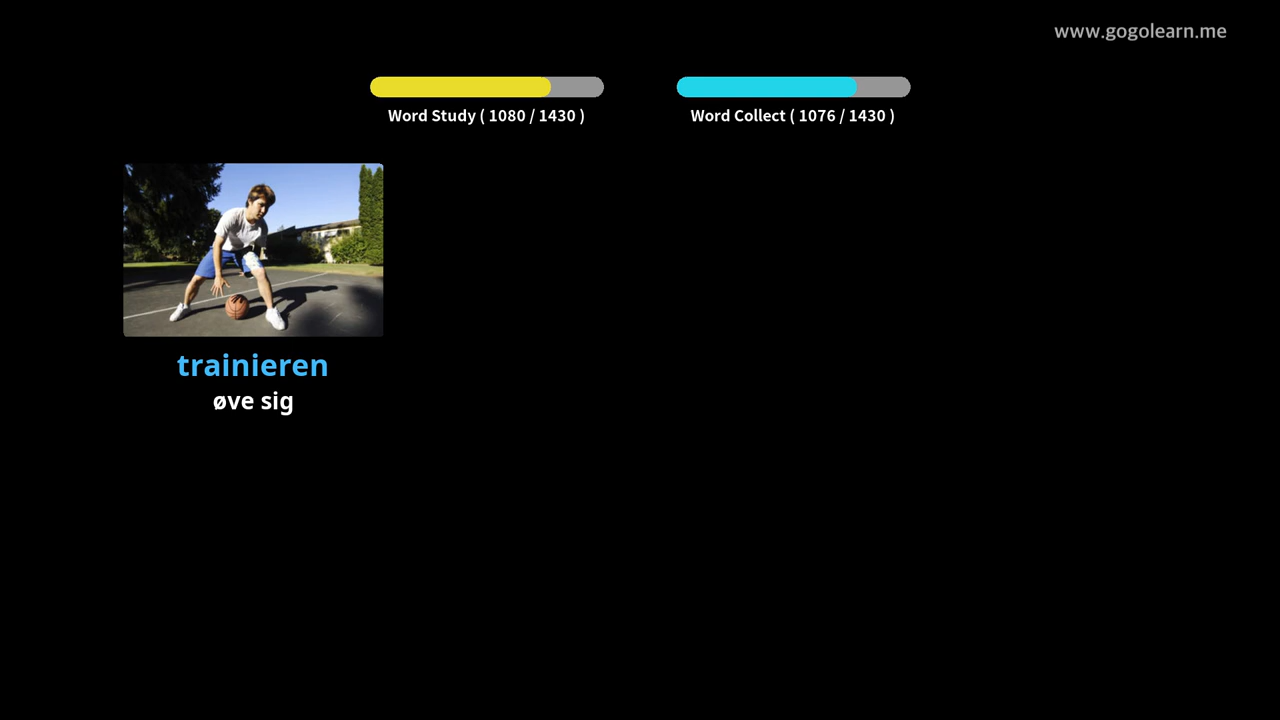 www.gogolearn.me
Word Study ( 1080 / 1430 )
Word Collect ( 1076 / 1430 )
trainieren
øve sig